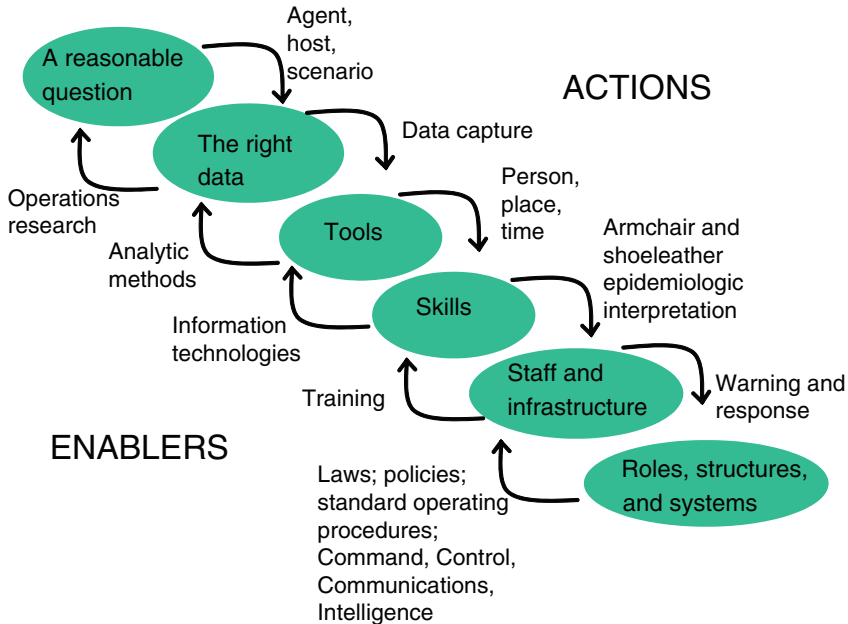 A reasonable
question
Agent,
host,
scenario
ACTIONS
The right
data
Data capture
Operations
research
Person,
place,
time
Tools
Analytic
methods
Armchair and
shoeleather
epidemiologic
interpretation
Skills
Information
technologies
Staff and
infrastructure
Training
Warning and
response
ENABLERS
Roles, structures,
and systems
Laws; policies;
standard operating
procedures;
Command, Control,
Communications,
Intelligence